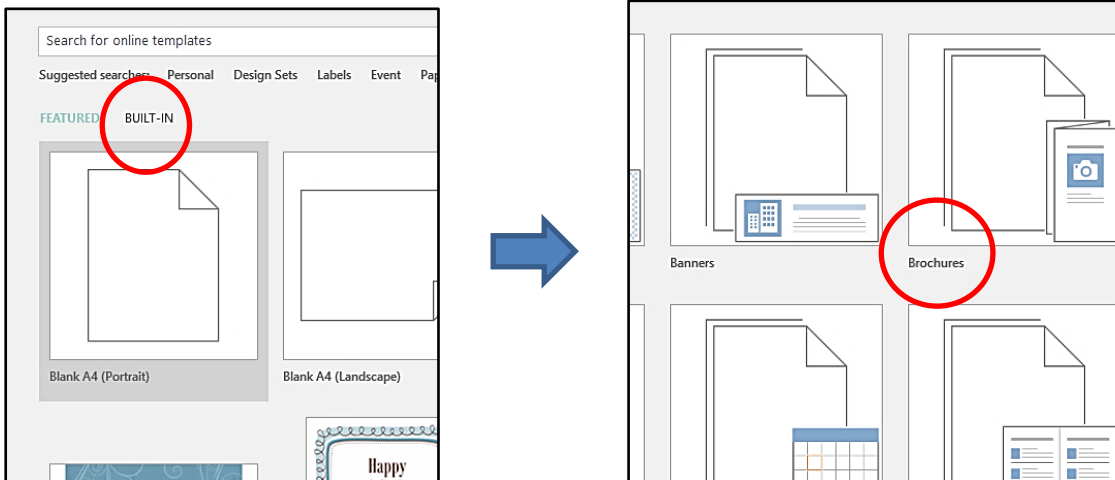 Search for online templates
Suggested searches: Personal Design Sets Labels Event
FEATURED BUILT-IN
Blank A4 (Portrait)
Blank A4 (Landscape)
Happy
Banners
Brochures